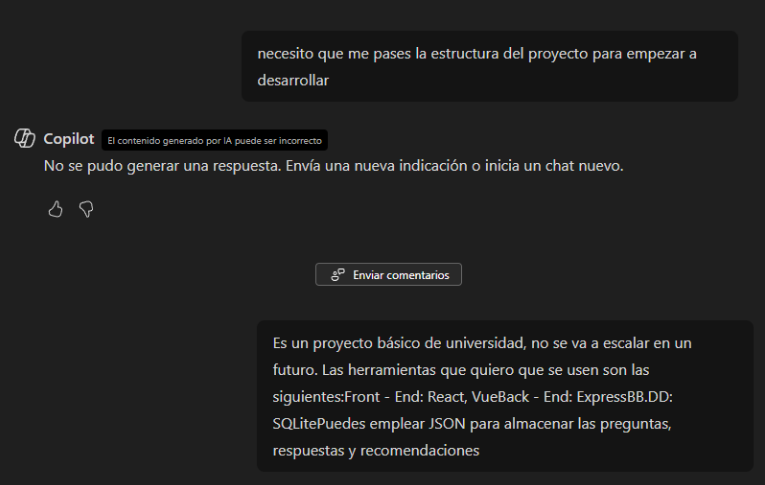 necesito que me pases la estructura del proyecto para empezar a
desarrollar
Copilot El contenido generado por IA puede ser incorrecto
No se pudo generar una respuesta. Envía una nueva indicación o inicia un chat nuevo.
Enviar comentarios
Es un proyecto básico de universidad, no se va a escalar en un
futuro. Las herramientas que quiero que se usen son las
siguientes:Front - End: React, VueBack - End: ExpressBB.DD:
SQLitePuedes emplear JSON para almacenar las preguntas,
respuestas y recomendaciones